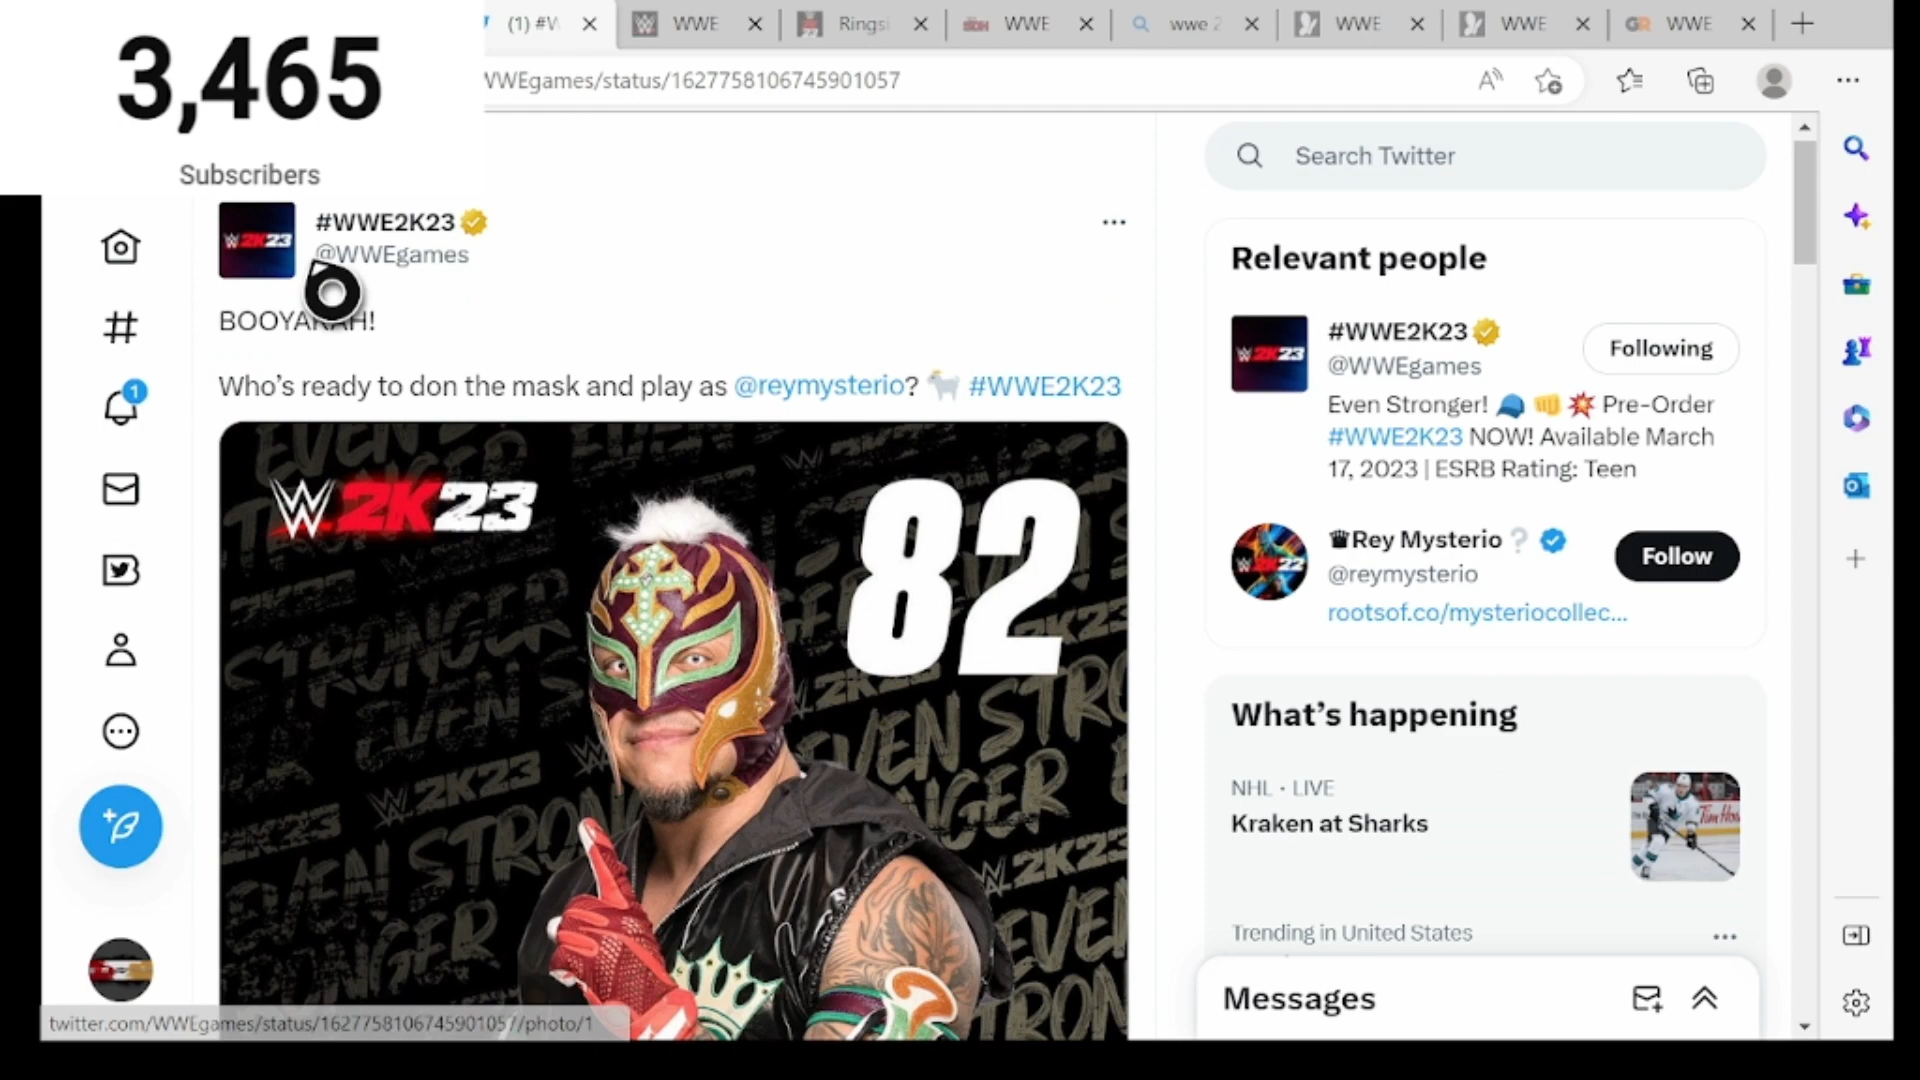 3,465
Subscribers
(1) #W
WWE
Ringsi
WWE
wwe 2
WWE
WWE
WWE
WWEgames/status/1627758106745901057
Search Twitter
#WWE2K23
@WWEgames
BOOYAKAH!
Who's ready to don the mask and play as @reymysterio? 🐐 #WWE2K23
W 2K23
82
EVEN STRONGER
Relevant people
#WWE2K23
@WWEgames
Following
Even Stronger! 🧢 👊 💥 Pre-Order
#WWE2K23 NOW! Available March
17, 2023 | ESRB Rating: Teen
♛Rey Mysterio ❔
@reymysterio
Follow
rootsof.co/mysteriocollec...
What's happening
NHL · LIVE
Kraken at Sharks
Trending in United States
Messages
1
twitter.com/WWEgames/status/1627758106745901057/photo/1